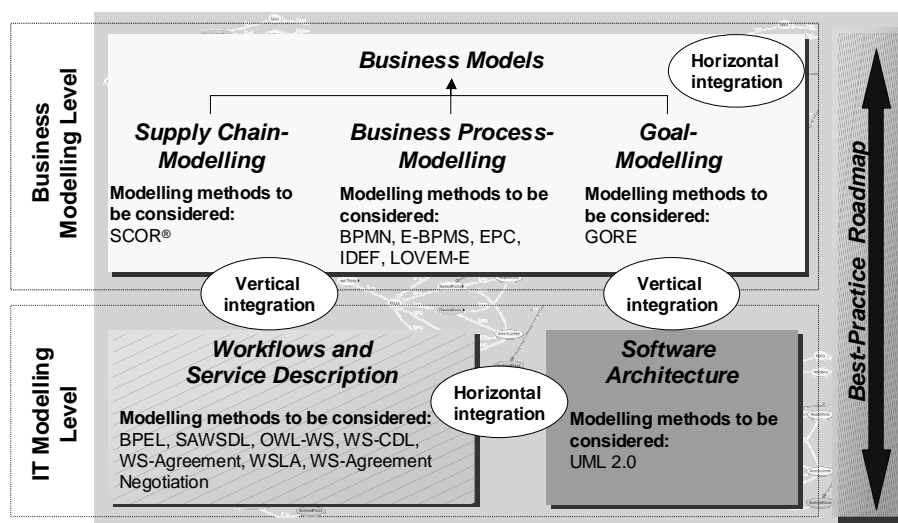 Business
Modelling Level
Business Models
Horizontal
integration
Supply Chain-
Modelling
Modelling methods to
be considered:
SCOR®
Business Process-
Modelling
Modelling methods to be
considered:
BPMN, E-BPMS, EPC,
IDEF, LOVEM-E
Goal-
Modelling
Modelling methods to
be considered:
GORE
Vertical
integration
Vertical
integration
IT Modelling
Level
Workflows and
Service Description
Modelling methods to be considered:
BPEL, SAWSDL, OWL-WS, WS-CDL,
WS-Agreement, WSLA, WS-Agreement
Negotiation
Horizontal
integration
Software
Architecture
Modelling methods to be
considered:
UML 2.0
Best-Practice Roadmap